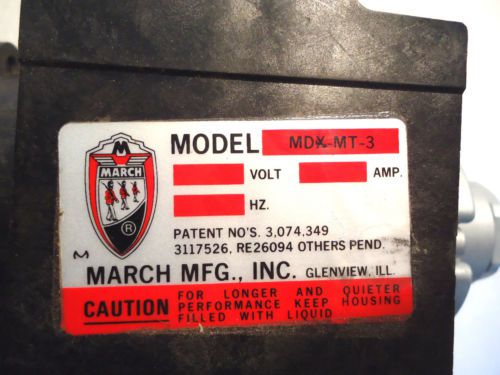 M
MARCH
®
MODEL MDX-MT-3
VOLT AMP.
HZ.
PATENT NO'S. 3,074,349
3117526, RE26094 OTHERS PEND.
MARCH MFG., INC. GLENVIEW, ILL.
CAUTION FOR LONGER AND QUIETER
PERFORMANCE KEEP HOUSING
FILLED WITH LIQUID